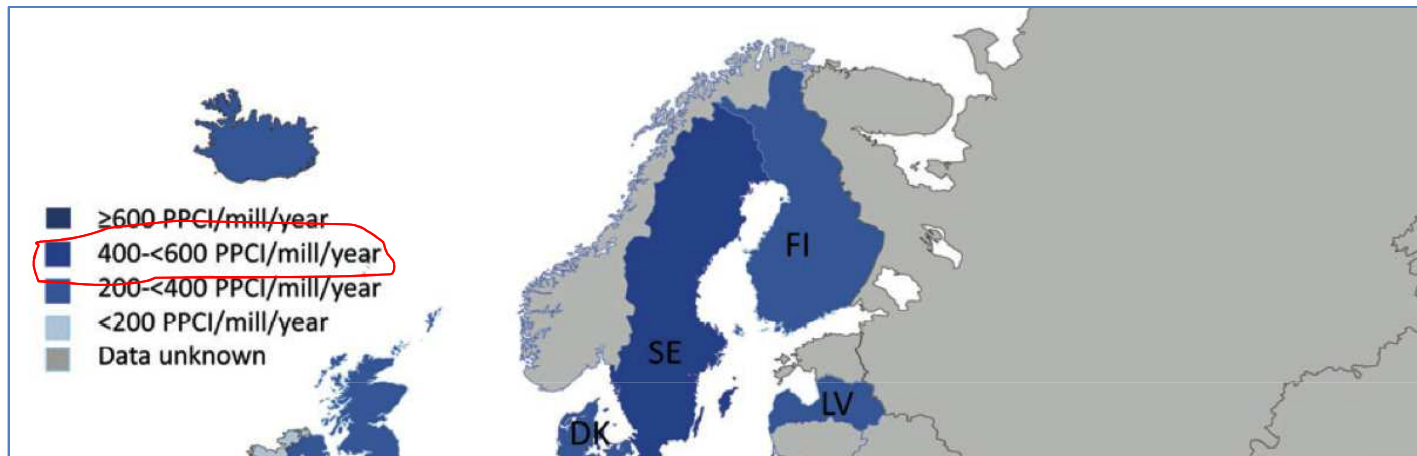 ≥600 PPCI/mill/year
400-<600 PPCI/mill/year
200-<400 PPCI/mill/year
<200 PPCI/mill/year
Data unknown
FI
SE
LV
DK